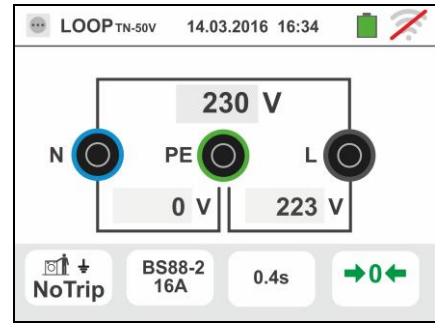 LOOP TN-50V 14.03.2016 16:34
230 V
N PE L
0 V 223 V
NoTrip BS88-2 16A 0.4s →0←